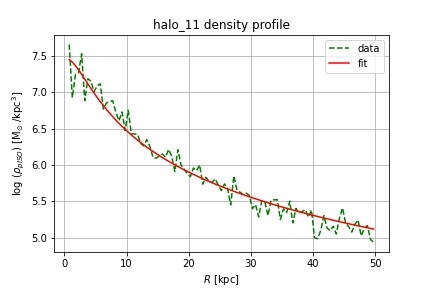 halo_11 density profile
data
fit
7.5
7.0
6.5
6.0
5.5
5.0
log (ρpISO) [M⊙/kpc³]
0 10 20 30 40 50
R [kpc]